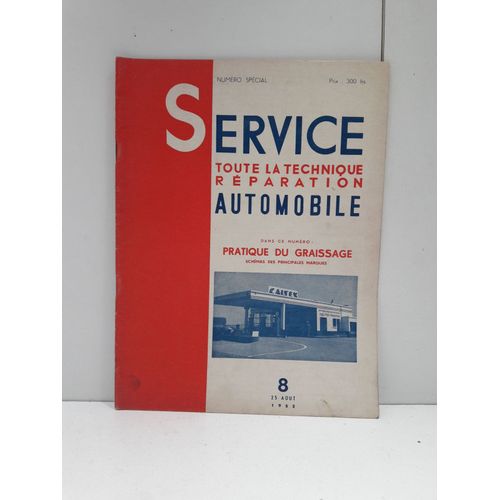 NUMÉRO SPÉCIAL
Prix : 300 frs
SERVICE
TOUTE LA TECHNIQUE
RÉPARATION
AUTOMOBILE
DANS CE NUMÉRO :
PRATIQUE DU GRAISSAGE
SCHÉMAS DES PRINCIPALES MARQUES
KAISER
8
25 AOUT